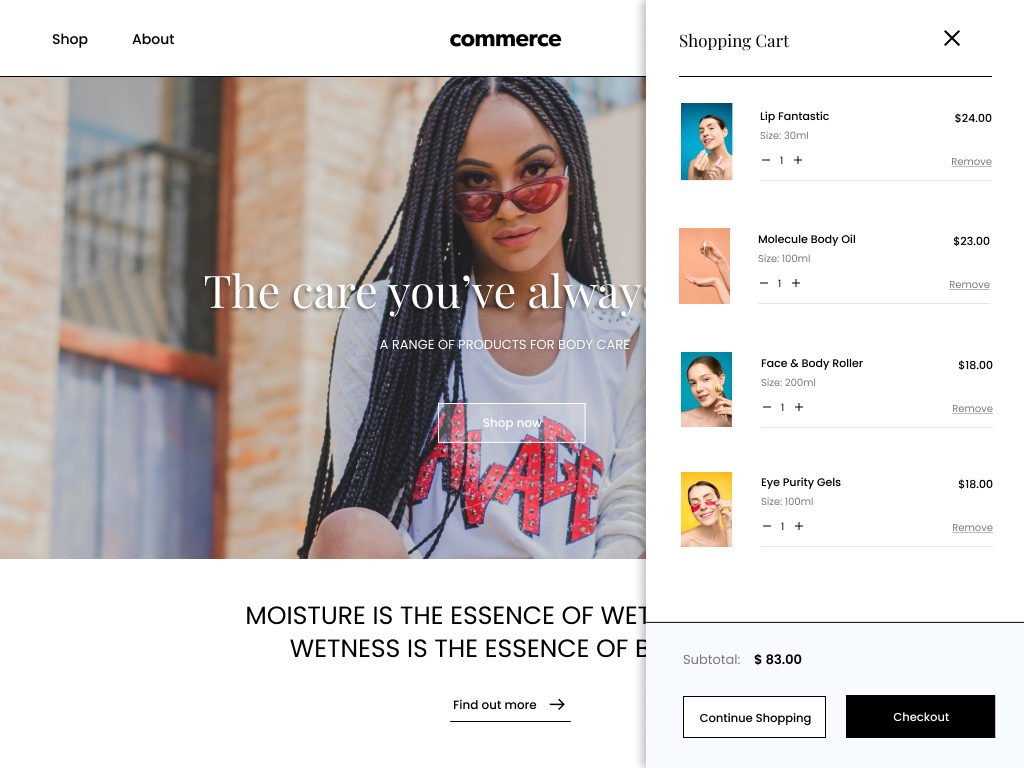 Shop
About
commerce
The care you've always
A RANGE OF PRODUCTS FOR BODY CARE
Shop now
MOISTURE IS THE ESSENCE OF WET
WETNESS IS THE ESSENCE OF B
Find out more
Shopping Cart
Lip Fantastic
$24.00
Size: 30ml
1
Remove
Molecule Body Oil
$23.00
Size: 100ml
1
Remove
Face & Body Roller
$18.00
Size: 200ml
1
Remove
Eye Purity Gels
$18.00
Size: 100ml
1
Remove
Subtotal: $ 83.00
Continue Shopping
Checkout